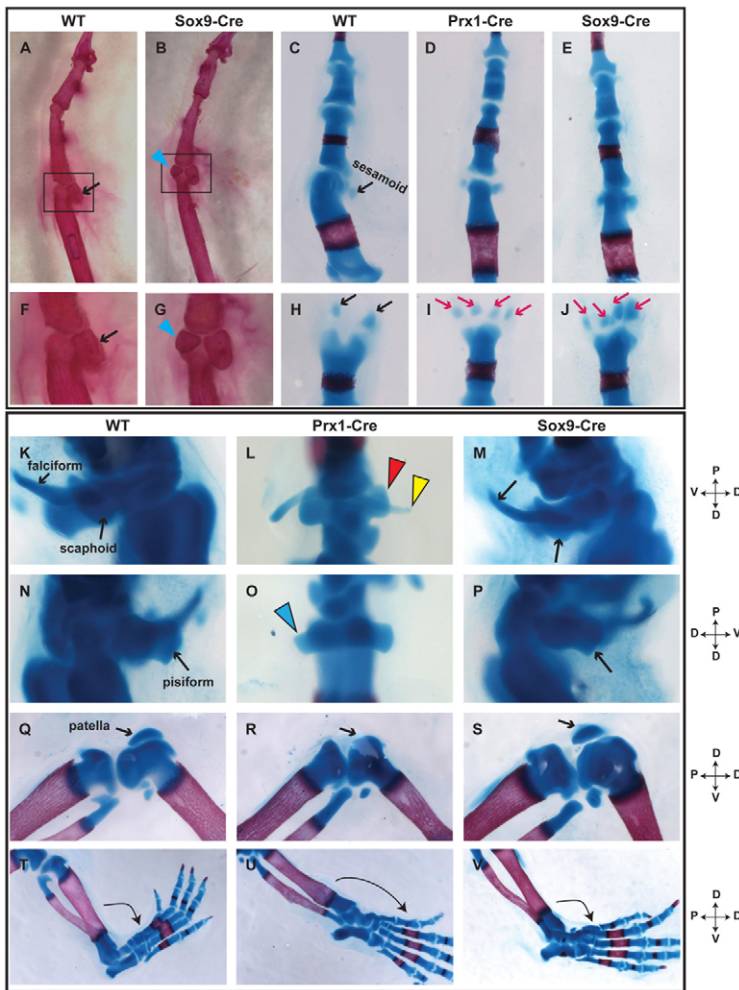 WT Sox9-Cre WT Prx1-Cre Sox9-Cre
A B C D E
sesamoid
F G H I J
WT Prx1-Cre Sox9-Cre
K L M
falciform
scaphoid
P
V D
D
N O P
pisiform
P
D V
D
Q R S
patella
D
P D
V
T U V
D
P D
V